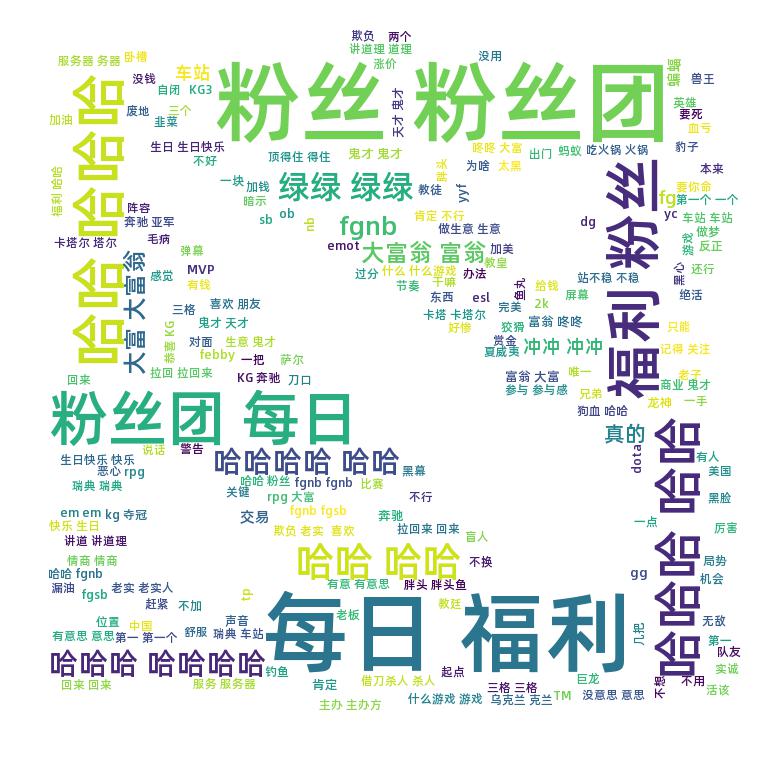 欺负 两个
讲道理 道理
服务器 务器 卧槽 涨价 没用
没钱 车站 粉丝 粉丝团 兽王
自闭 KG3
废地 三个 天才 鬼才 英雄
加油 韭菜 要死
血亏
哈哈 哈哈哈
生日 生日快乐 鬼才 鬼才 咚咚 大富 出门 蚂蚁 吃火锅 火锅 豹子
不好 顶得住 得住 为啥 太黑 本来
福利 哈哈 一块 加钱 绿绿 绿绿 教徒 yyf 要你命
暗示 fg 第一个 一个
阵容 sb ob nb fgnb 肯定 不行 yc 车站 车站
奔驰 亚军 做生意 生意 dg 做梦
卡塔尔 塔尔 毛病 emot 大富翁 富翁 加美 反正
弹幕 教皇
大富 大富翁 感觉 MVP 过分 什么 什么游戏 办法 站不稳 不稳 黑心 还行
有钱 节奏 干嘛 鱼丸 给钱 屏幕 绝活
福利 粉丝
三格 喜欢 朋友 东西 esl 2k
卡塔 卡塔尔 完美
鬼才 天才 好惨 狡猾 富翁 咚咚 只能
恭喜 KG 对面 生意 鬼才 赏金 冲冲 冲冲
febby 一把 萨尔 夏威夷 记得 关注
拉回 拉回来 唯一 老子
回来 KG 奔驰 刀口 富翁 大富 商业 鬼才
参与 参与感 兄弟 龙神 一手
粉丝团 每日 狗血 哈哈
真的
说话 警告 哈哈
生日快乐 快乐 哈哈哈哈 哈哈 黑幕 dota 有人
恶心 rpg 美国
瑞典 瑞典 哈哈 粉丝 fgnb fgnb 比赛
关键 rpg 大富 不行 黑脸
em em kg 夺冠 交易 fgnb fgsb 奔驰 一点
快乐 生日 欺负 老实 喜欢 拉回来 回来 厉害
讲道 讲道理 盲人
情商 情商 哈哈 哈哈 不换 局势
哈哈 fgnb gg 机会
漏油 老实 老实人 有意 有意思 胖头 胖头鱼
fgsb 赶紧 不加 tp 教廷 哈哈哈
位置 中国 声音 老板 每日 福利 无敌
有意思 意思 第一 第一个 舒服 瑞典 车站 几把 第一
队友
哈哈哈 哈哈哈哈 钓鱼 起点 实诚
回来 回来 服务 服务器 肯定 借刀杀人 杀人 三格 三格 巨龙 不想 不用 活该
主办 主办方 什么游戏 游戏 乌克兰 克兰 TM 没意思 意思